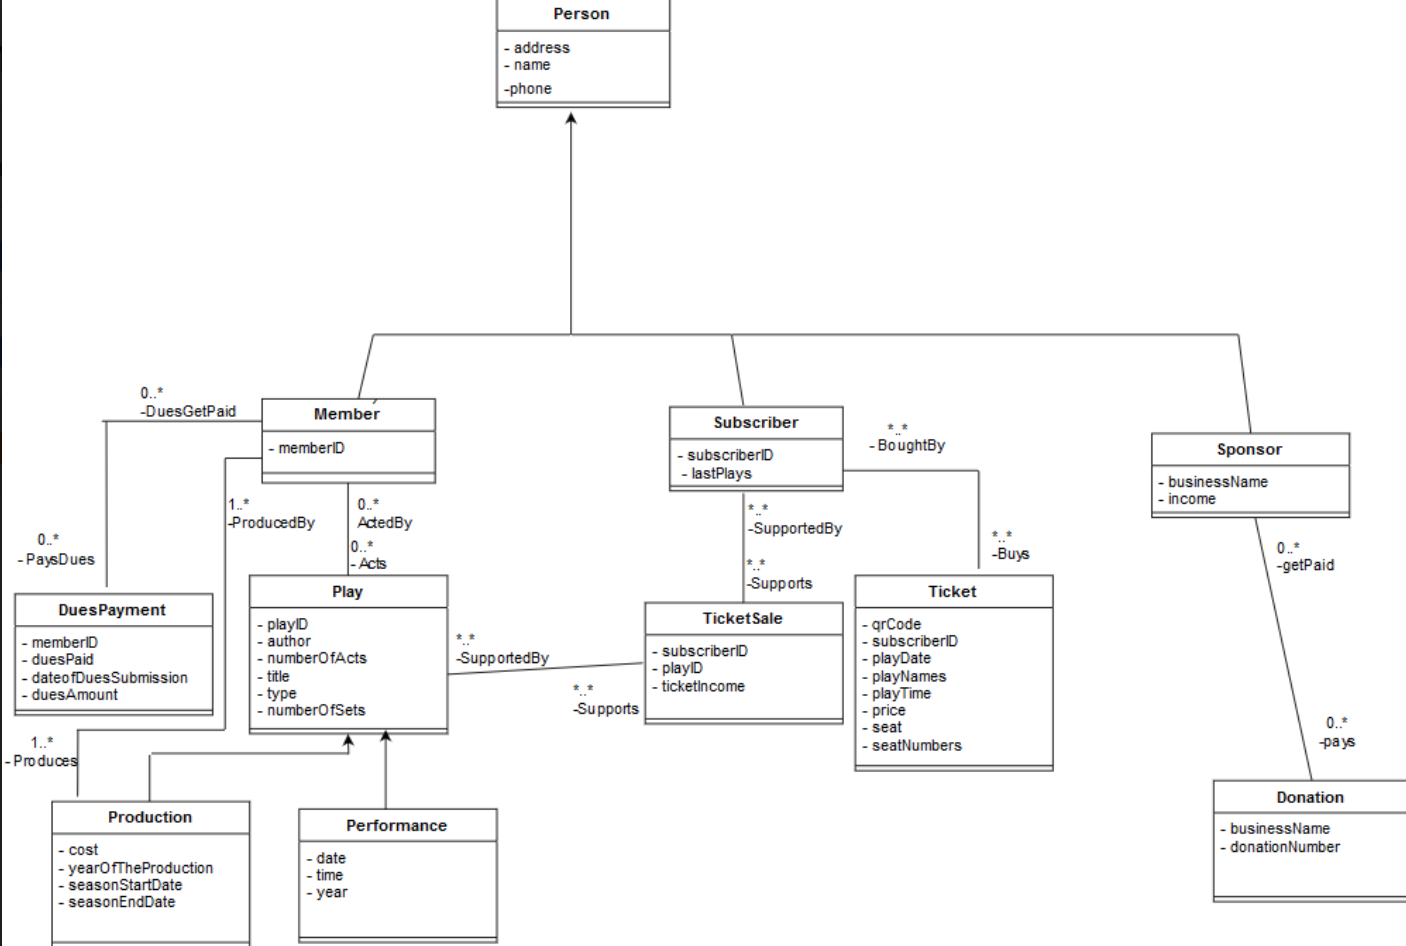 Person
- address
- name
-phone
0..*
-DuesGetPaid
Member
- memberID
Subscriber
- subscriberID
- lastPlays
*..*
- BoughtBy
Sponsor
- businessName
- income
1..*
-ProducedBy
0..*
ActedBy
0..*
- Acts
*..*
-SupportedBy
*..*
-Supports
*..*
-Buys
0..*
-getPaid
0..*
- PaysDues
DuesPayment
- memberID
- duesPaid
- dateofDuesSubmission
- duesAmount
Play
- playID
- author
- numberOfActs
- title
- type
- numberOfSets
*..*
-SupportedBy
*..*
-Supports
TicketSale
- subscriberID
- playID
- ticketIncome
Ticket
- qrCode
- subscriberID
- playDate
- playNames
- playTime
- price
- seat
- seatNumbers
0..*
-pays
1..*
- Produces
Production
- cost
- yearOfTheProduction
- seasonStartDate
- seasonEndDate
Performance
- date
- time
- year
Donation
- businessName
- donationNumber